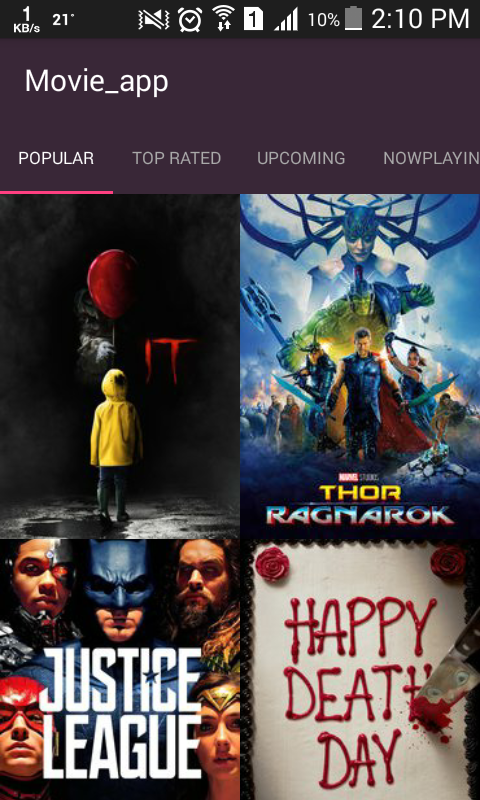 1
KB/s
21°
1
10%
2:10 PM
Movie_app
POPULAR
TOP RATED
UPCOMING
NOWPLAYIN
IT
MARVEL STUDIOS
THOR
RAGNAROK
JUSTICE
LEAGUE
HAPPY
DEATH
DAY